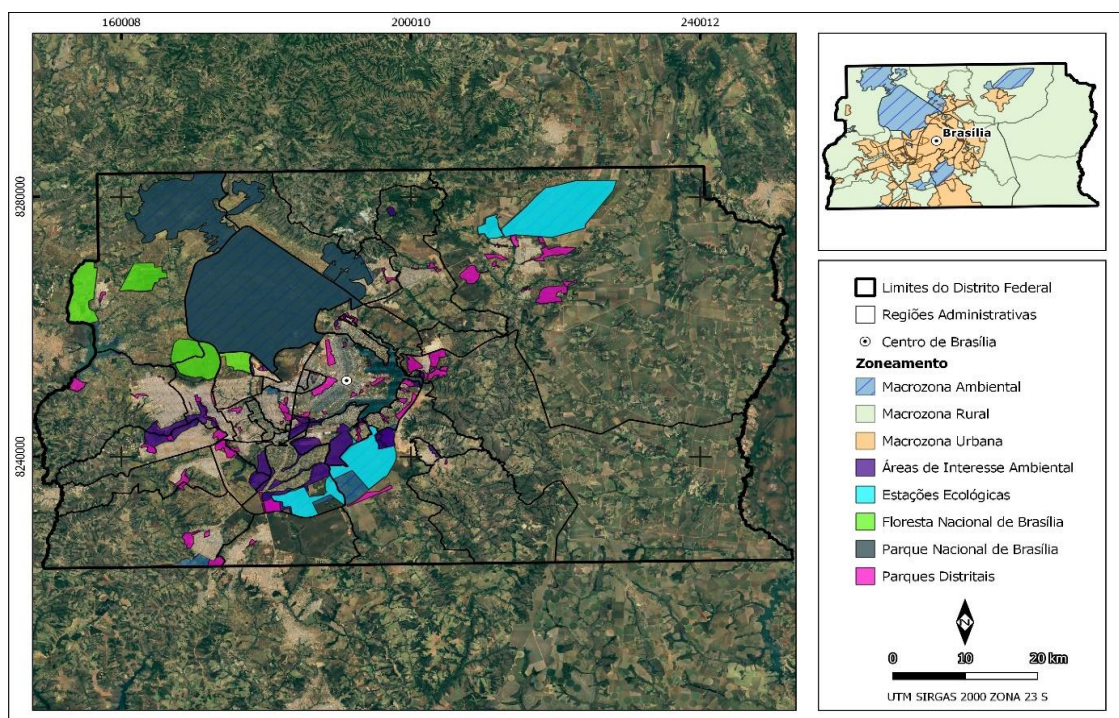 160008
200010
240012
8280000
8240000
Brasília
Limites do Distrito Federal
Regiões Administrativas
Centro de Brasília
Zoneamento
Macrozona Ambiental
Macrozona Rural
Macrozona Urbana
Áreas de Interesse Ambiental
Estações Ecológicas
Floresta Nacional de Brasília
Parque Nacional de Brasília
Parques Distritais
N
0 10 20 km
UTM SIRGAS 2000 ZONA 23 S